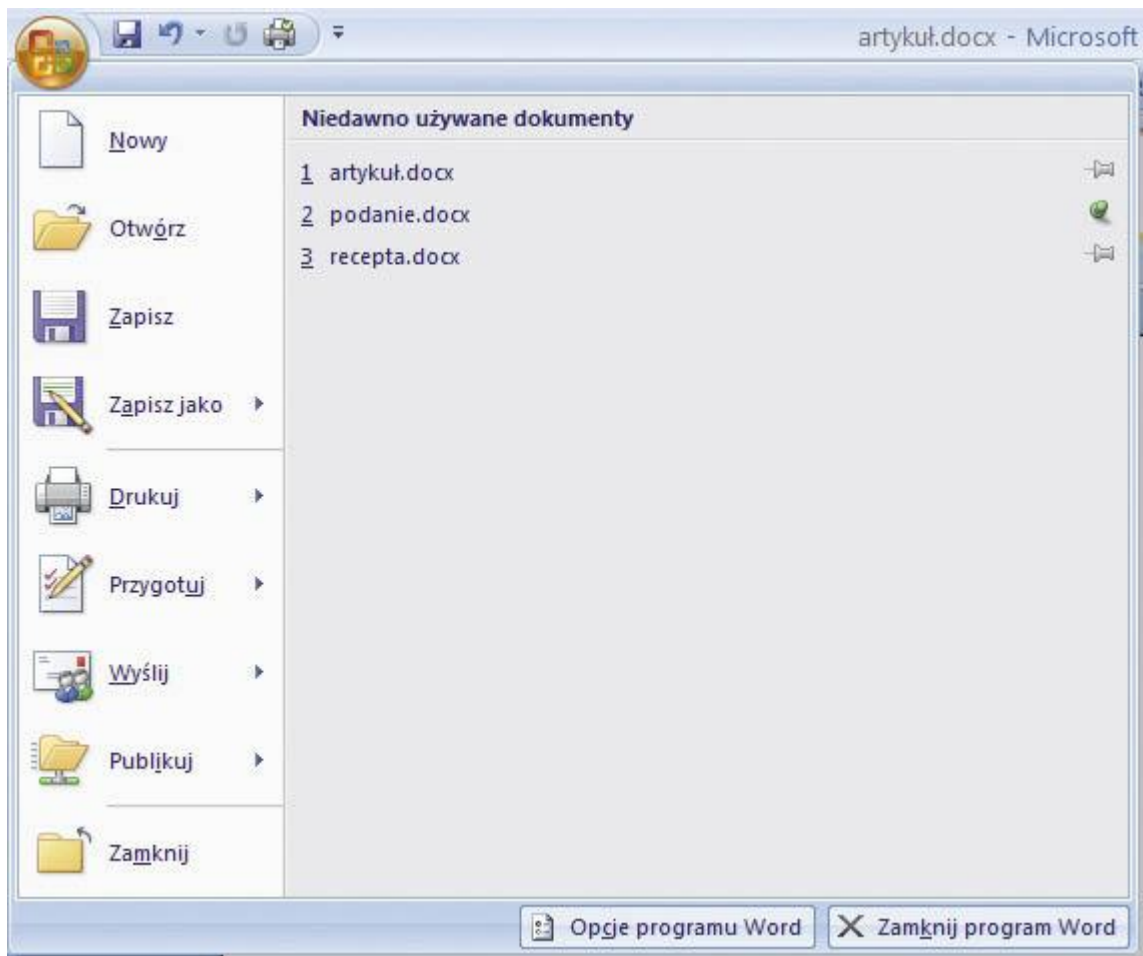 artykuł.docx - Microsoft
Niedawno używane dokumenty
Nowy
1 artykuł.docx
2 podanie.docx
3 recepta.docx
Otwórz
Zapisz
Zapisz jako
Drukuj
Przygotuj
Wyślij
Publikuj
Zamknij
Opcje programu Word
Zamknij program Word